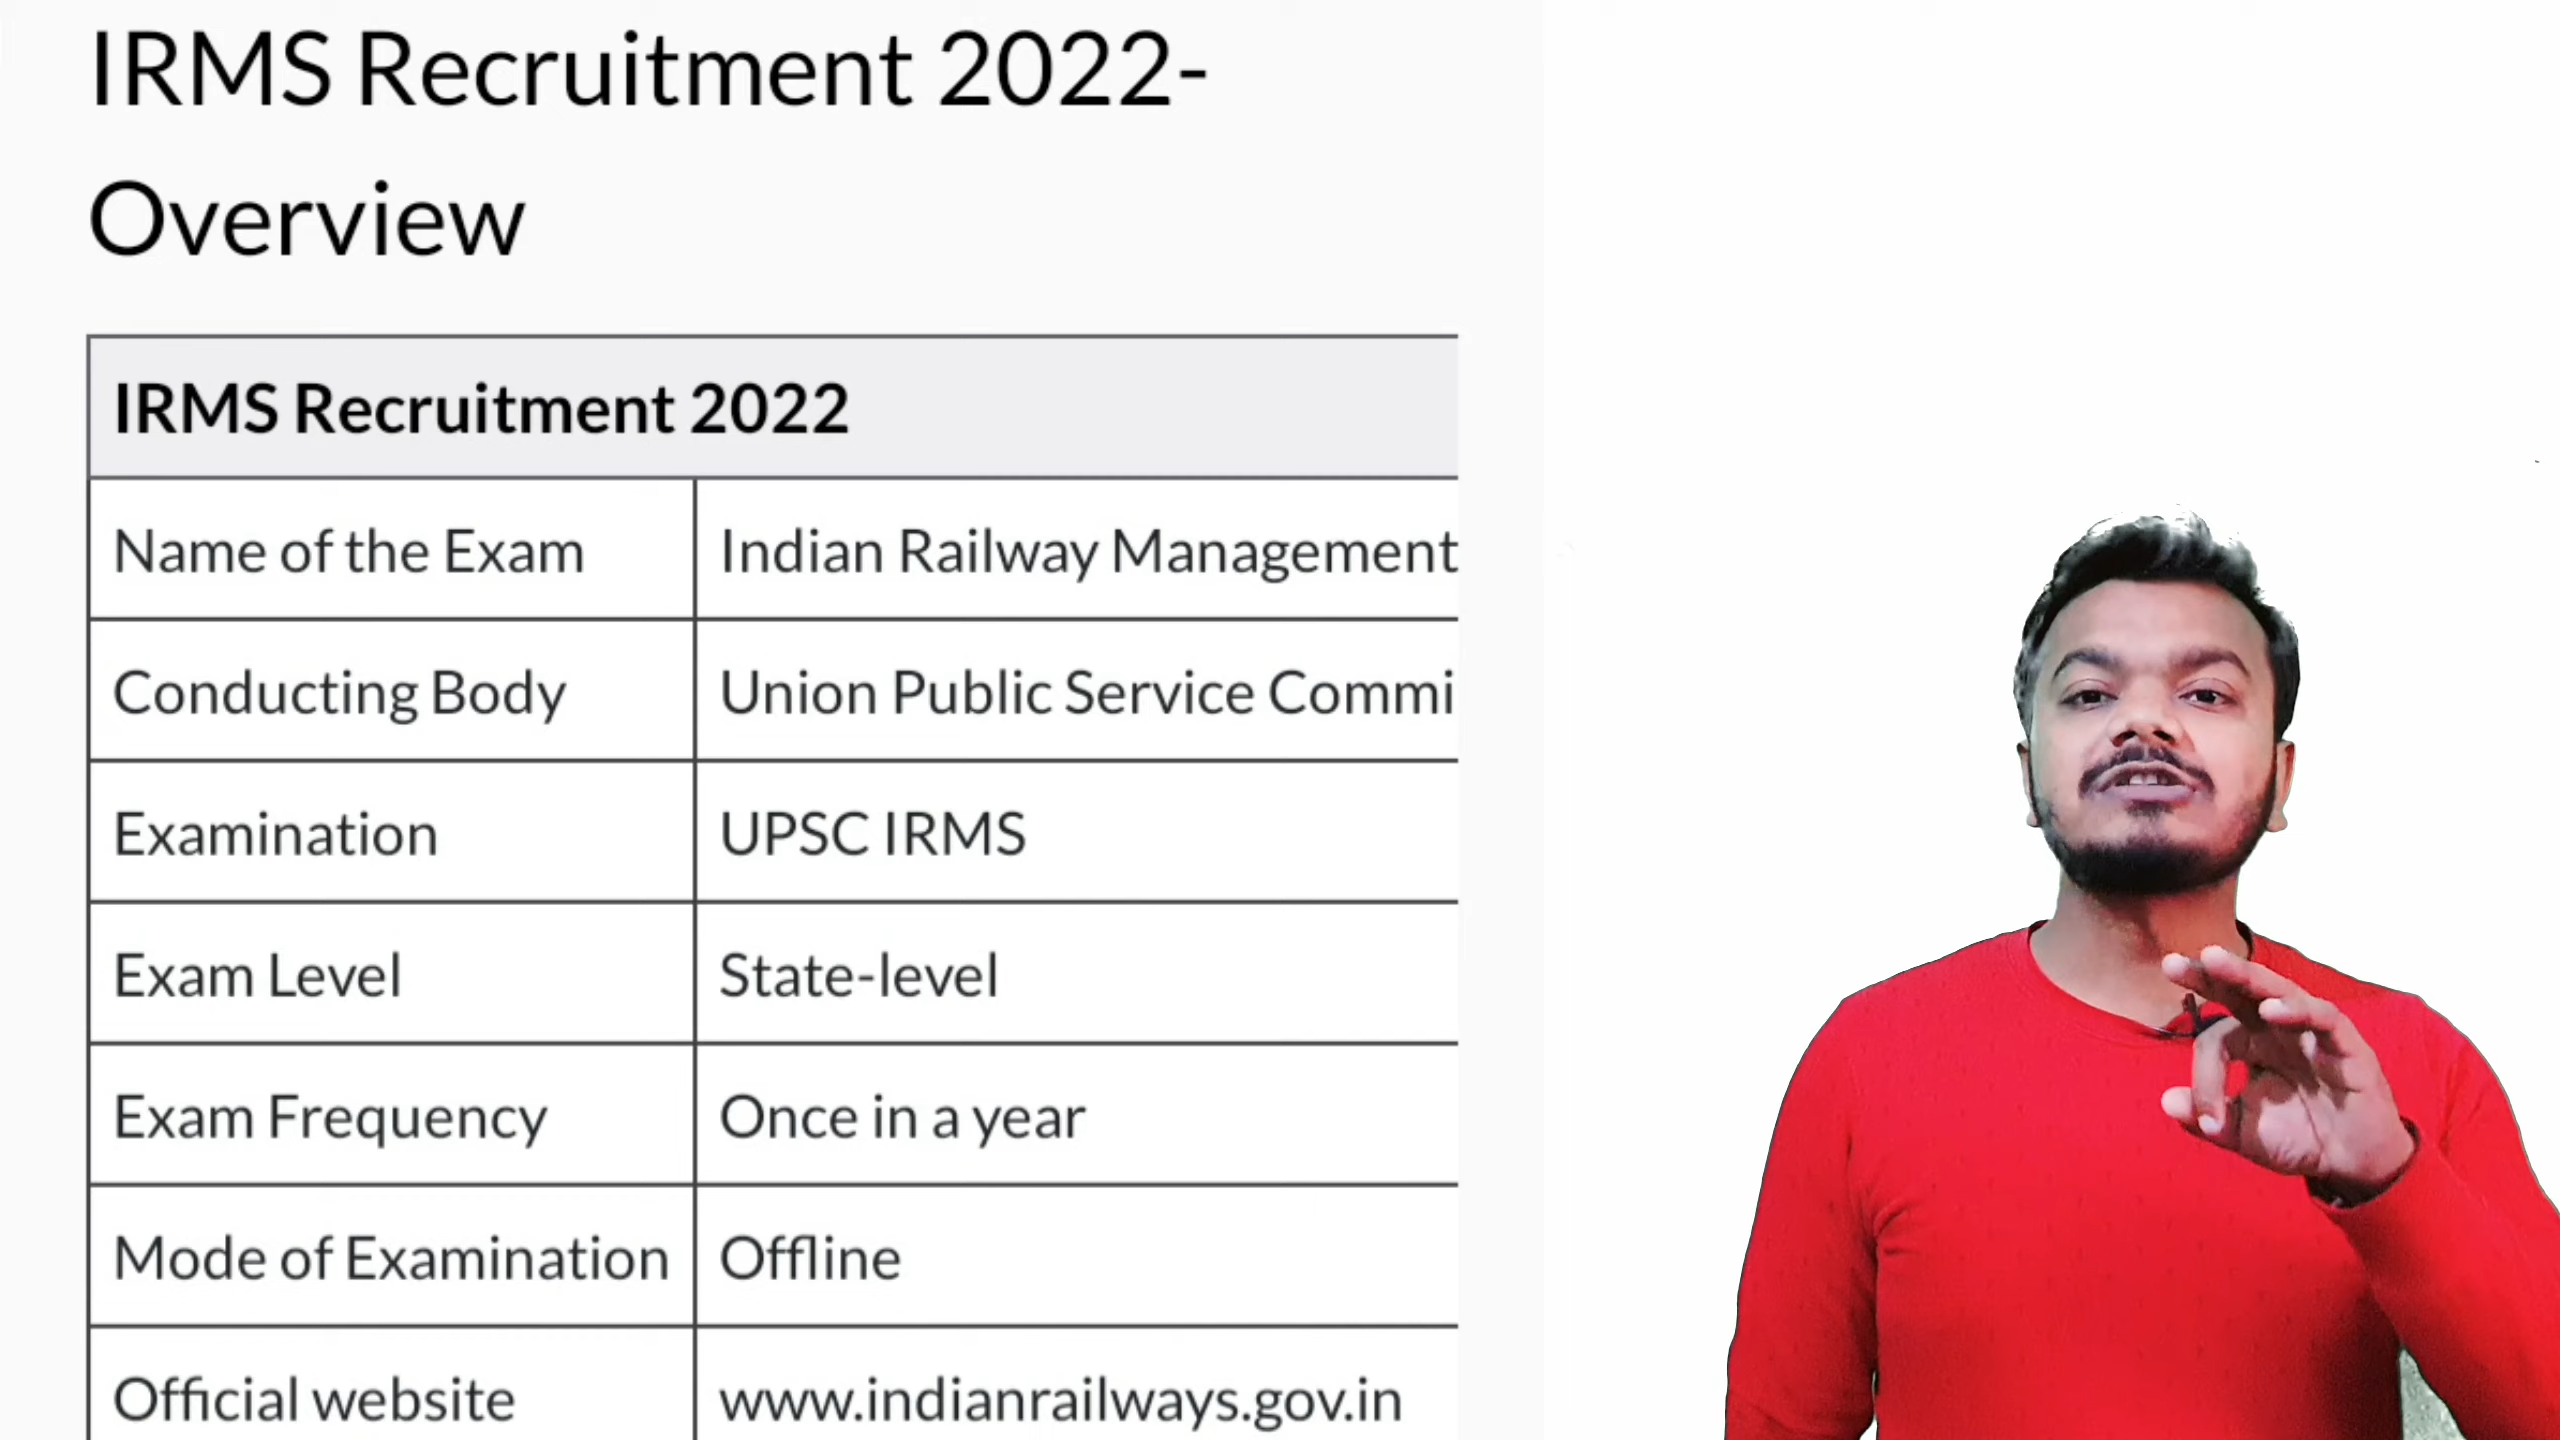 IRMS Recruitment 2022-
Overview
IRMS Recruitment 2022
Name of the Exam Indian Railway Management
Conducting Body Union Public Service Commi
Examination UPSC IRMS
Exam Level State-level
Exam Frequency Once in a year
Mode of Examination Offline
Official website www.indianrailways.gov.in